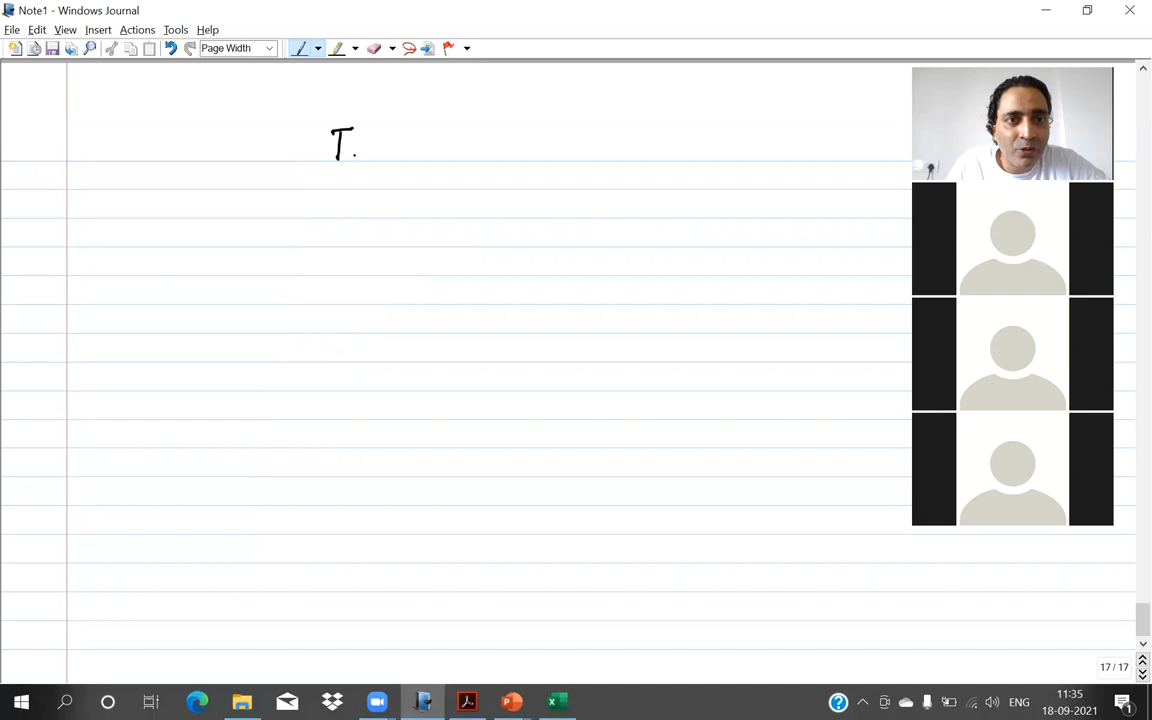 Note1 - Windows Journal
File Edit View Insert Actions Tools Help
Page Width
T.
17 / 17
ENG
11:35
18-09-2021
1